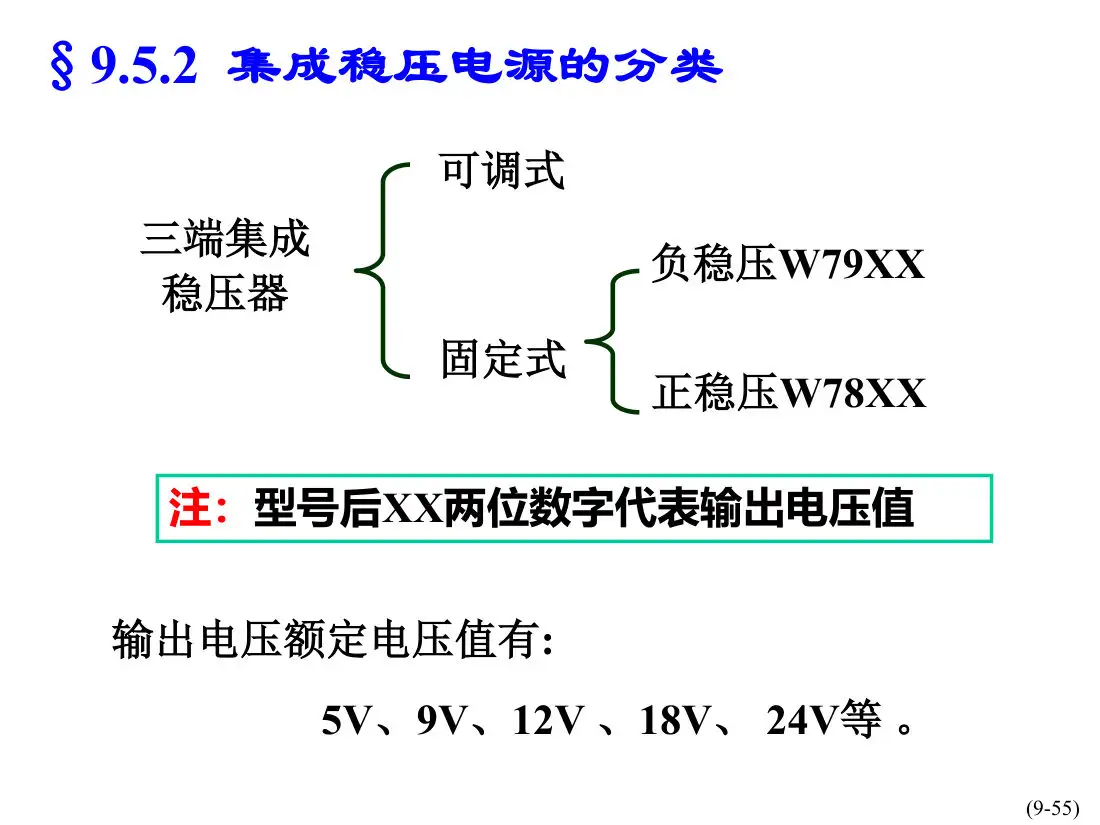 § 9.5.2 集成稳压电源的分类
可调式
三端集成
稳压器
负稳压W79XX
固定式
正稳压W78XX
注：型号后XX两位数字代表输出电压值
输出电压额定电压值有:
5V、9V、12V 、18V、 24V等 。
(9-55)